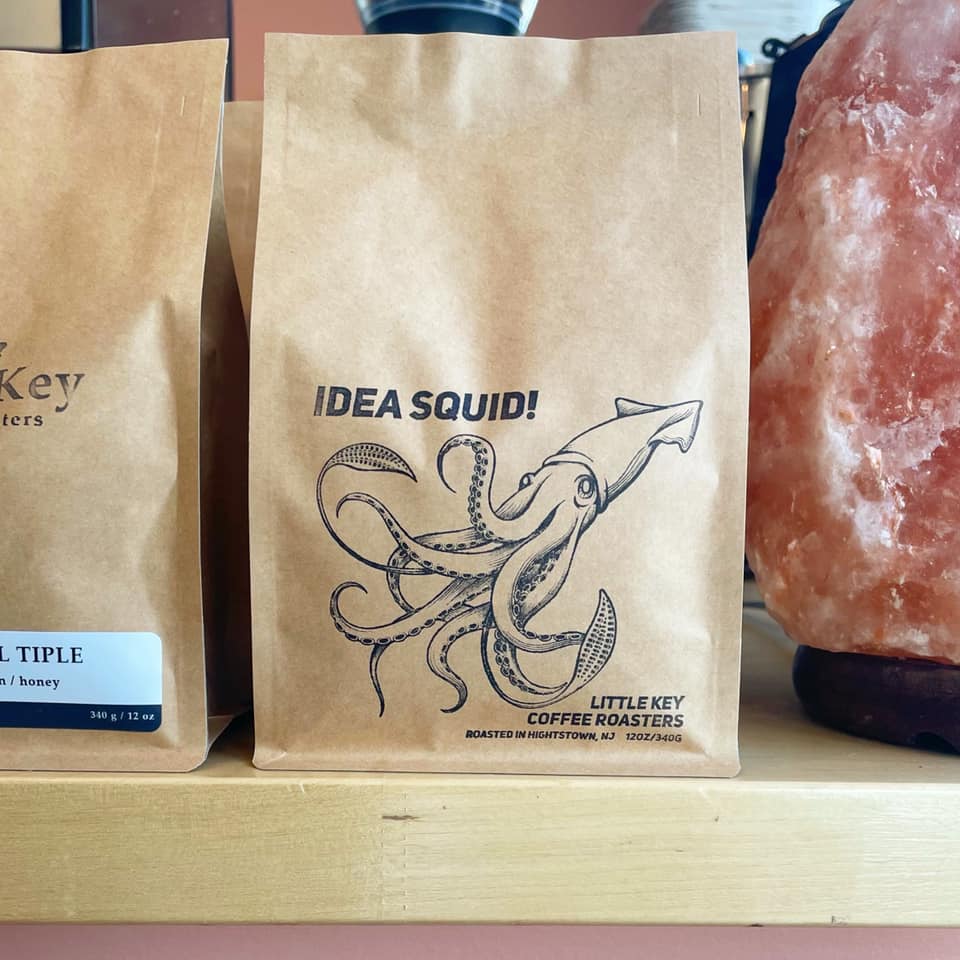 Key
L TIPLE
/ honey
340 g / 12 oz
IDEA SQUID!
LITTLE KEY
COFFEE ROASTERS
ROASTED IN HIGHTSTOWN, NJ 12OZ/340G